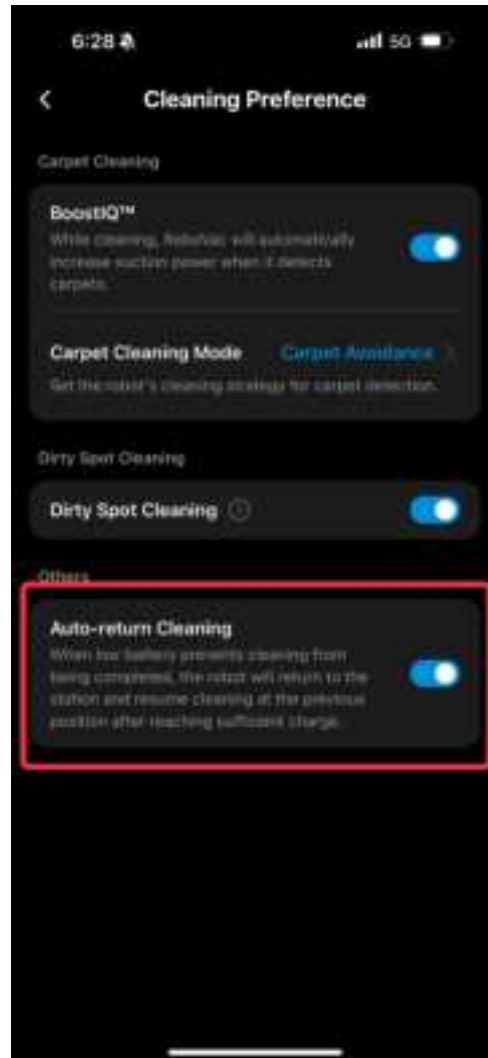 6:28
5G
Cleaning Preference
Carpet Cleaning
BoostIQ™
While cleaning, RoboVac will automatically
increase suction power when it detects
carpets.
Carpet Cleaning Mode Carpet Avoidance
Set the robot's cleaning strategy for carpet detection.
Dirty Spot Cleaning
Dirty Spot Cleaning
Others
Auto-return Cleaning
When low battery prevents cleaning from
being completed, the robot will return to the
station and resume cleaning at the previous
position after reaching sufficient charge.